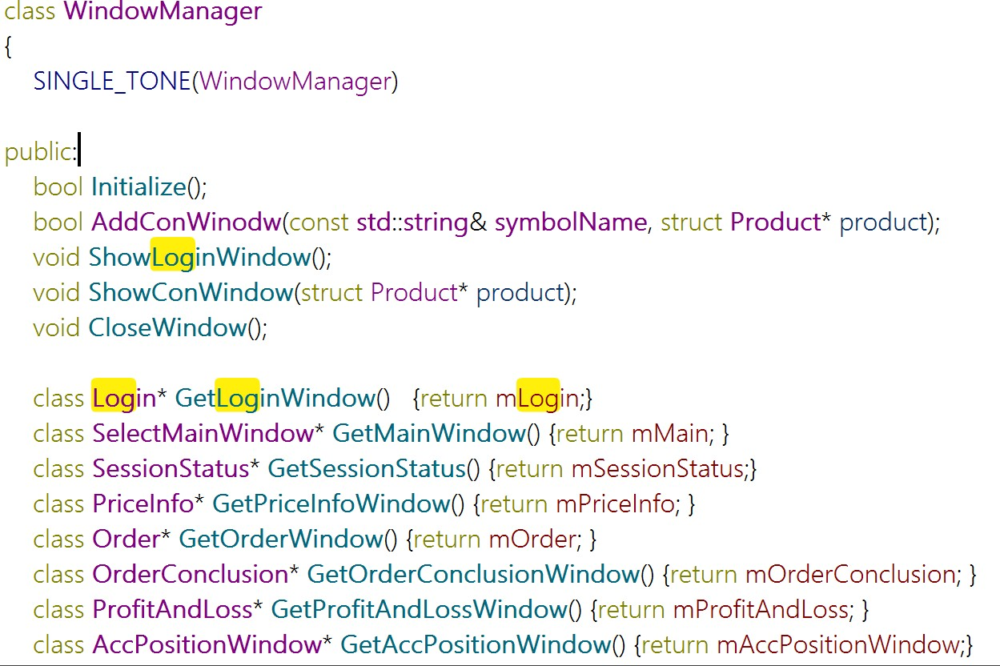 class WindowManager
{
SINGLE_TONE(WindowManager)
public:
bool Initialize();
bool AddConWinodw(const std::string& symbolName, struct Product* product);
void ShowLoginWindow();
void ShowConWindow(struct Product* product);
void CloseWindow();
class Login* GetLoginWindow() {return mLogin;}
class SelectMainWindow* GetMainWindow() {return mMain; }
class SessionStatus* GetSessionStatus() {return mSessionStatus;}
class PriceInfo* GetPriceInfoWindow() {return mPriceInfo; }
class Order* GetOrderWindow() {return mOrder; }
class OrderConclusion* GetOrderConclusionWindow() {return mOrderConclusion; }
class ProfitAndLoss* GetProfitAndLossWindow() {return mProfitAndLoss; }
class AccPositionWindow* GetAccPositionWindow() {return mAccPositionWindow;}